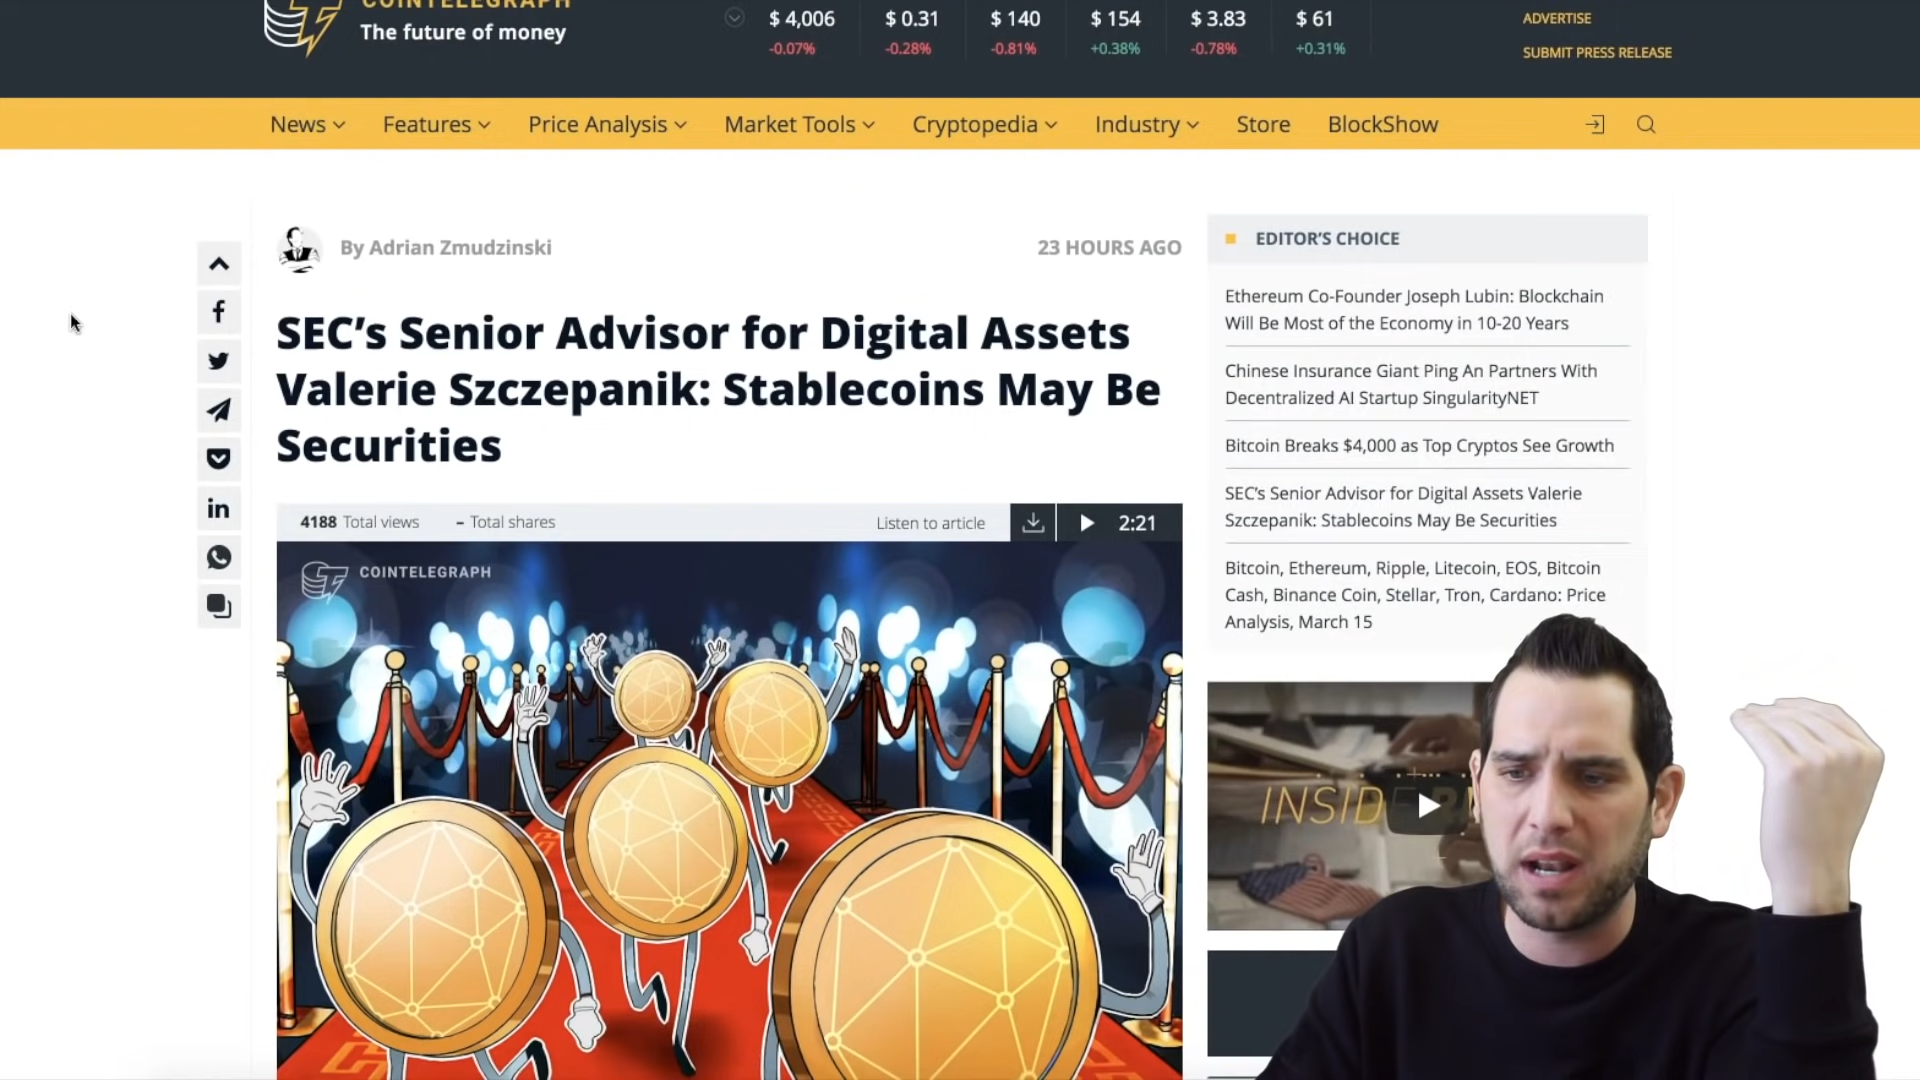 COINTELEGRAPH
The future of money
$ 4,006
$ 0.31
$ 140
$ 154
$ 3.83
$ 61
-0.07%
-0.28%
-0.81%
+0.38%
-0.78%
+0.31%
ADVERTISE
SUBMIT PRESS RELEASE
News
Features
Price Analysis
Market Tools
Cryptopedia
Industry
Store
BlockShow
By Adrian Zmudzinski
23 HOURS AGO
SEC’s Senior Advisor for Digital Assets
Valerie Szczepanik: Stablecoins May Be
Securities
4188 Total views
– Total shares
Listen to article
2:21
COINTELEGRAPH
EDITOR’S CHOICE
Ethereum Co-Founder Joseph Lubin: Blockchain
Will Be Most of the Economy in 10-20 Years
Chinese Insurance Giant Ping An Partners With
Decentralized AI Startup SingularityNET
Bitcoin Breaks $4,000 as Top Cryptos See Growth
SEC’s Senior Advisor for Digital Assets Valerie
Szczepanik: Stablecoins May Be Securities
Bitcoin, Ethereum, Ripple, Litecoin, EOS, Bitcoin
Cash, Binance Coin, Stellar, Tron, Cardano: Price
Analysis, March 15